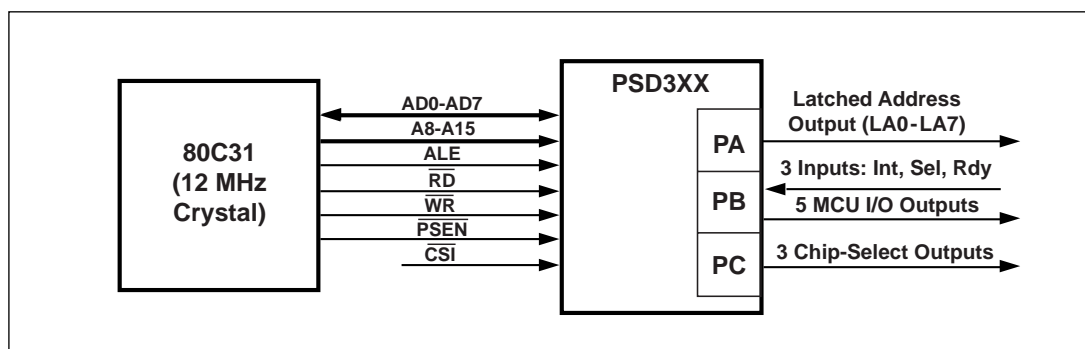 80C31
(12 MHz
Crystal)
AD0-AD7
A8-A15
ALE
RD
WR
PSEN
CSI
PSD3XX
PA
PB
PC
Latched Address
Output (LA0-LA7)
3 Inputs: Int, Sel, Rdy
5 MCU I/O Outputs
3 Chip-Select Outputs